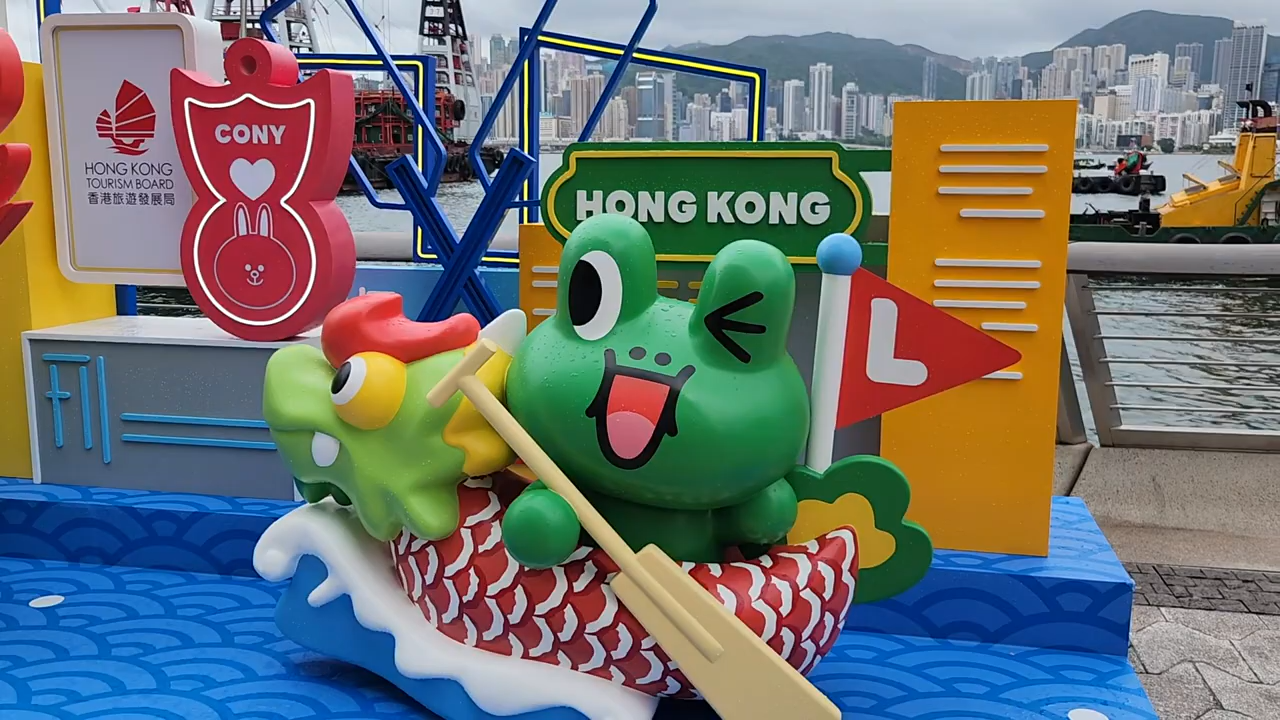 HONG KONG
TOURISM BOARD
香港旅遊發展局
CONY
HONG KONG
L